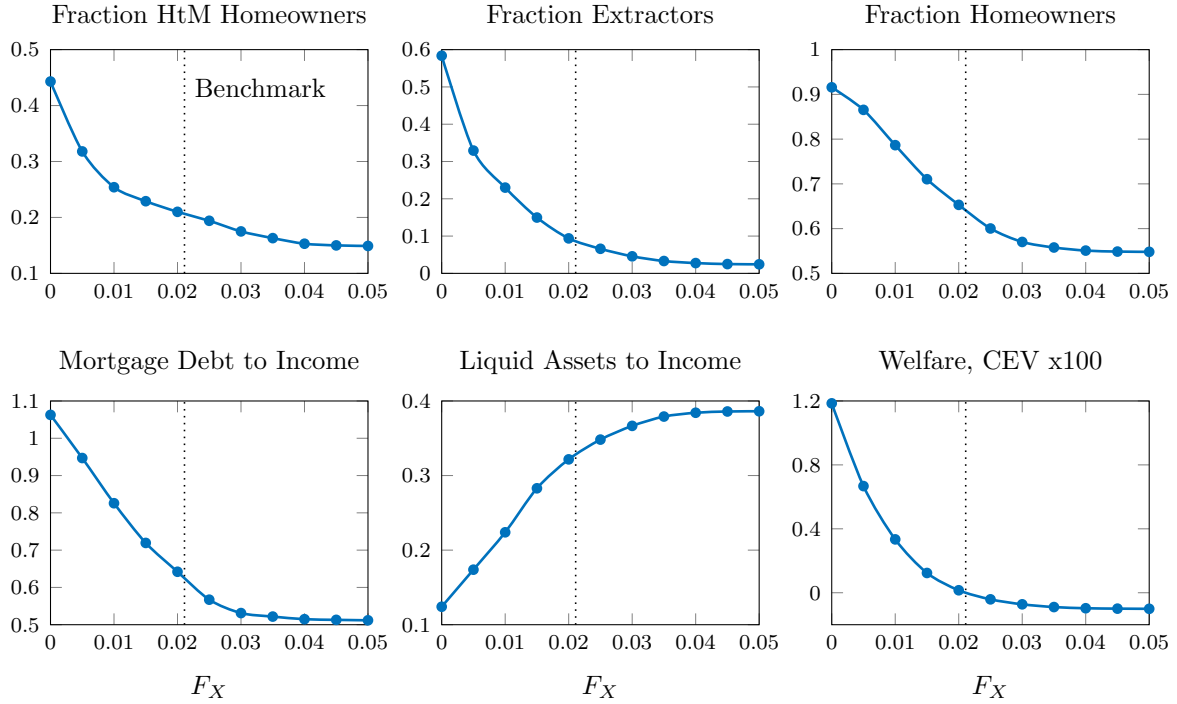 Fraction HtM Homeowners
0.5
0.4
0.3
0.2
0.1
Benchmark
0 0.01 0.02 0.03 0.04 0.05
Fraction Extractors
0.6
0.5
0.4
0.3
0.2
0.1
0
0 0.01 0.02 0.03 0.04 0.05
Fraction Homeowners
1
0.9
0.8
0.7
0.6
0.5
0 0.01 0.02 0.03 0.04 0.05
Mortgage Debt to Income
1.1
1
0.9
0.8
0.7
0.6
0.5
0 0.01 0.02 0.03 0.04 0.05
F_X
Liquid Assets to Income
0.4
0.3
0.2
0.1
0 0.01 0.02 0.03 0.04 0.05
F_X
Welfare, CEV x100
1.2
0.8
0.4
0
0 0.01 0.02 0.03 0.04 0.05
F_X